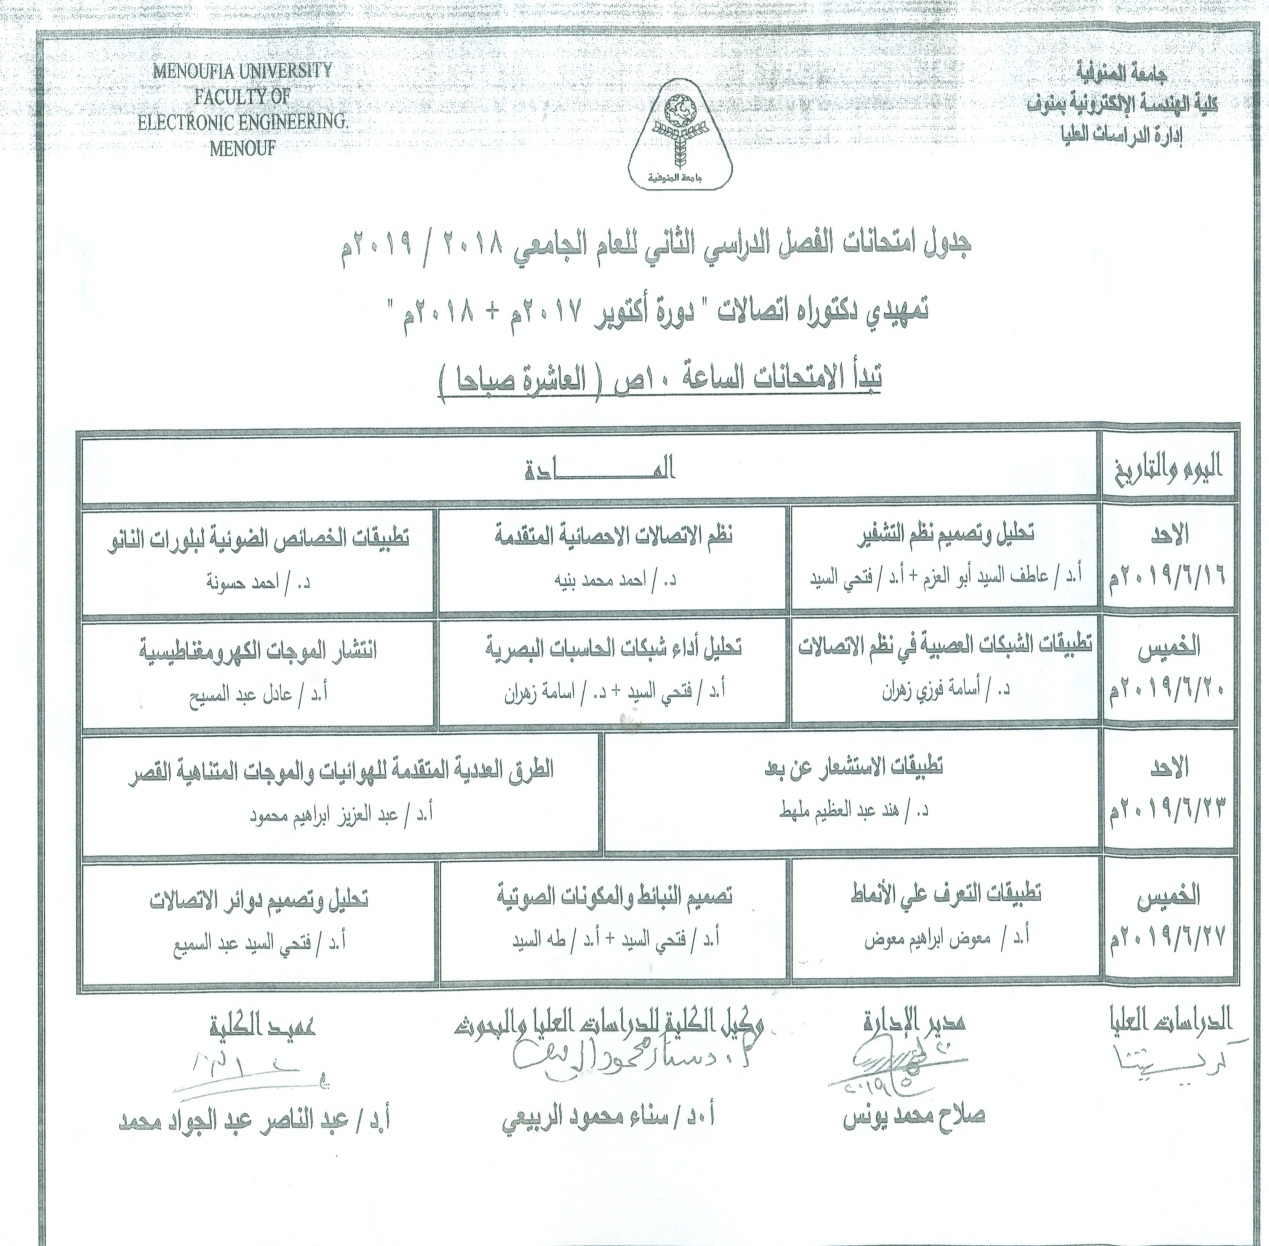 MENOUFIA UNIVERSITY
FACULTY OF
ELECTRONIC ENGINEERING.
MENOUF
جامعة المنوفية
كلية الهندسة الإلكترونية بمنوف
إدارة الدراسات العليا
جامعة المنوفية
جدول امتحانات الفصل الدراسي الثاني للعام الجامعي ٢٠١٨ / ٢٠١٩م
تمهيدي دكتوراه اتصالات " دورة أكتوبر ٢٠١٧م + ٢٠١٨م "
تبدأ الامتحانات الساعة ١٠ص ( العاشرة صباحا )
اليوم والتاريخ
المــــــــادة
الاحد
٢٠١٩/٦/١٦م
تحليل وتصميم نظم التشفير
أ.د / عاطف السيد أبو العزم + أ.د / فتحي السيد
نظم الاتصالات الاحصائية المتقدمة
د. / احمد محمد بنيه
تطبيقات الخصائص الضوئية لبلورات النانو
د. / احمد حسونة
الخميس
٢٠١٩/٦/٢٠م
تطبيقات الشبكات العصبية في نظم الاتصالات
د. / أسامة فوزي زهران
تحليل أداء شبكات الحاسبات البصرية
أ.د / فتحي السيد + د. / اسامة زهران
انتشار الموجات الكهرومغناطيسية
أ.د / عادل عبد المسيح
الاحد
٢٠١٩/٦/٢٣م
تطبيقات الاستشعار عن بعد
د. / هند عبد العظيم ملهط
الطرق العددية المتقدمة للهوائيات والموجات المتناهية القصر
أ.د / عبد العزيز ابراهيم محمود
الخميس
٢٠١٩/٦/٢٧م
تطبيقات التعرف علي الأنماط
أ.د / معوض ابراهيم معوض
تصميم النبائط والمكونات الصوتية
أ.د / فتحي السيد + أ.د / طه السيد
تحليل وتصميم دوائر الاتصالات
أ.د / فتحي السيد عبد السميع
الدراسات العليا
مدير الإدارة
وكيل الكلية للدراسات العليا والبحوث
عميد الكلية
صلاح محمد يونس
أ.د / سناء محمود الربيعي
أ.د / عبد الناصر عبد الجواد محمد